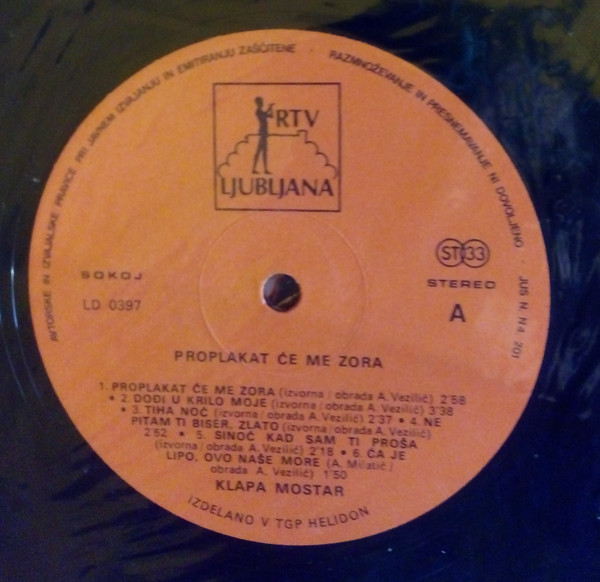 AVTORSKE IN IZVAJALSKE PRAVICE PRI JAVNEM IZVAJANJU IN EMITIRANJU ZAŠČITENE
RAZMNOŽEVANJE IN PRESNEMAVANJE NI DOVOLJENO · JUS N. N4. 201
RTV
LJUBLJANA
SOKOJ
LD 0397
ST 33
STEREO
A
PROPLAKAT ĆE ME ZORA
1. PROPLAKAT ĆE ME ZORA (izvorna / obrada A. Vezilić) 2'58
• 2. DOĐI U KRILO MOJE (izvorna / obrada A. Vezilić) 3'38
• 3. TIHA NOĆ (izvorna / obrada A. Vezilić) 2'37 • 4. NE
PITAM TI BISER, ZLATO (izvorna / obrada A. Vezilić)
2'52 • 5. SINOĆ KAD SAM TI PROŠA
(izvorna / obrada A. Vezilić) 2'18 • 6. ČA JE
LIPO, OVO NAŠE MORE (A. Milatić /
obrada A. Vezilić) 1'50
KLAPA MOSTAR
IZDELANO V TGP HELIDON